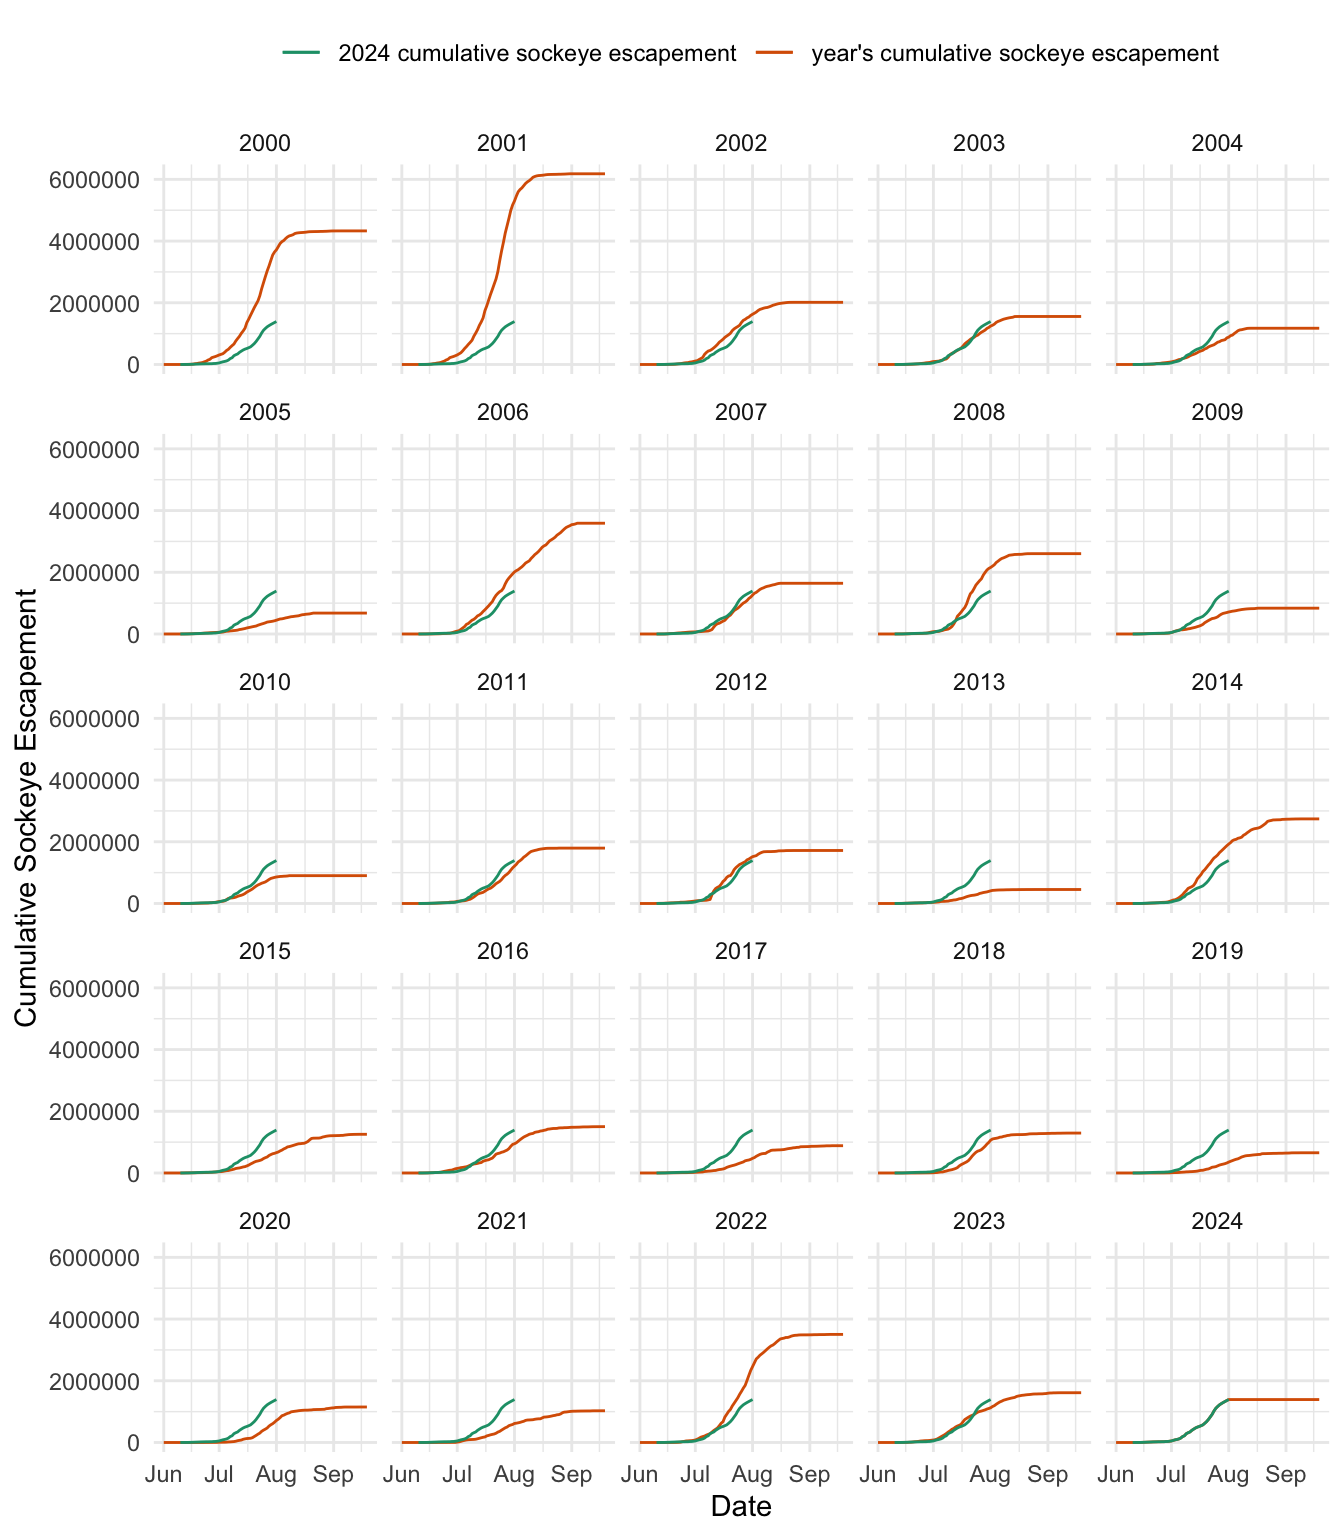 2024 cumulative sockeye escapement year's cumulative sockeye escapement
2000 2001 2002 2003 2004
6000000
4000000
2000000
0
2005 2006 2007 2008 2009
6000000
4000000
2000000
0
2010 2011 2012 2013 2014
6000000
4000000
2000000
0
2015 2016 2017 2018 2019
6000000
4000000
2000000
0
2020 2021 2022 2023 2024
6000000
4000000
2000000
0
Jun Jul Aug Sep Jun Jul Aug Sep Jun Jul Aug Sep Jun Jul Aug Sep Jun Jul Aug Sep
Date
Cumulative Sockeye Escapement